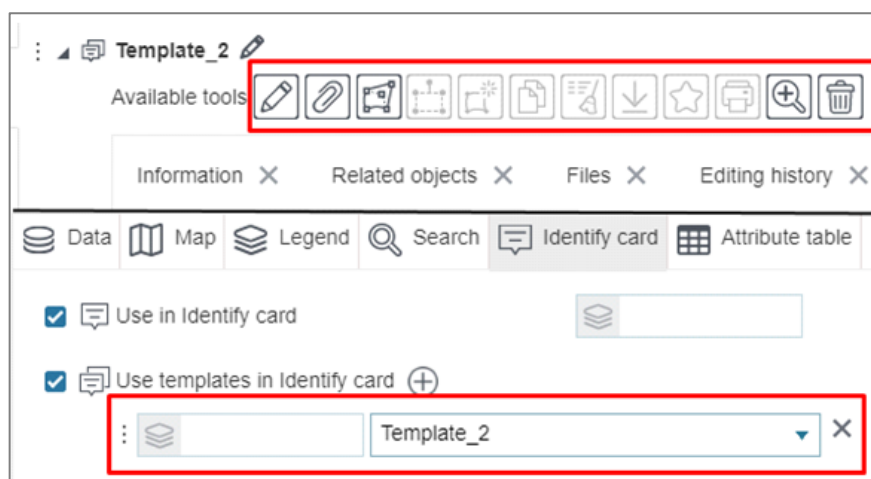 Template_2
Available tools
Information Related objects Files Editing history
Data Map Legend Search Identify card Attribute table
Use in Identify card
Use templates in Identify card
Template_2